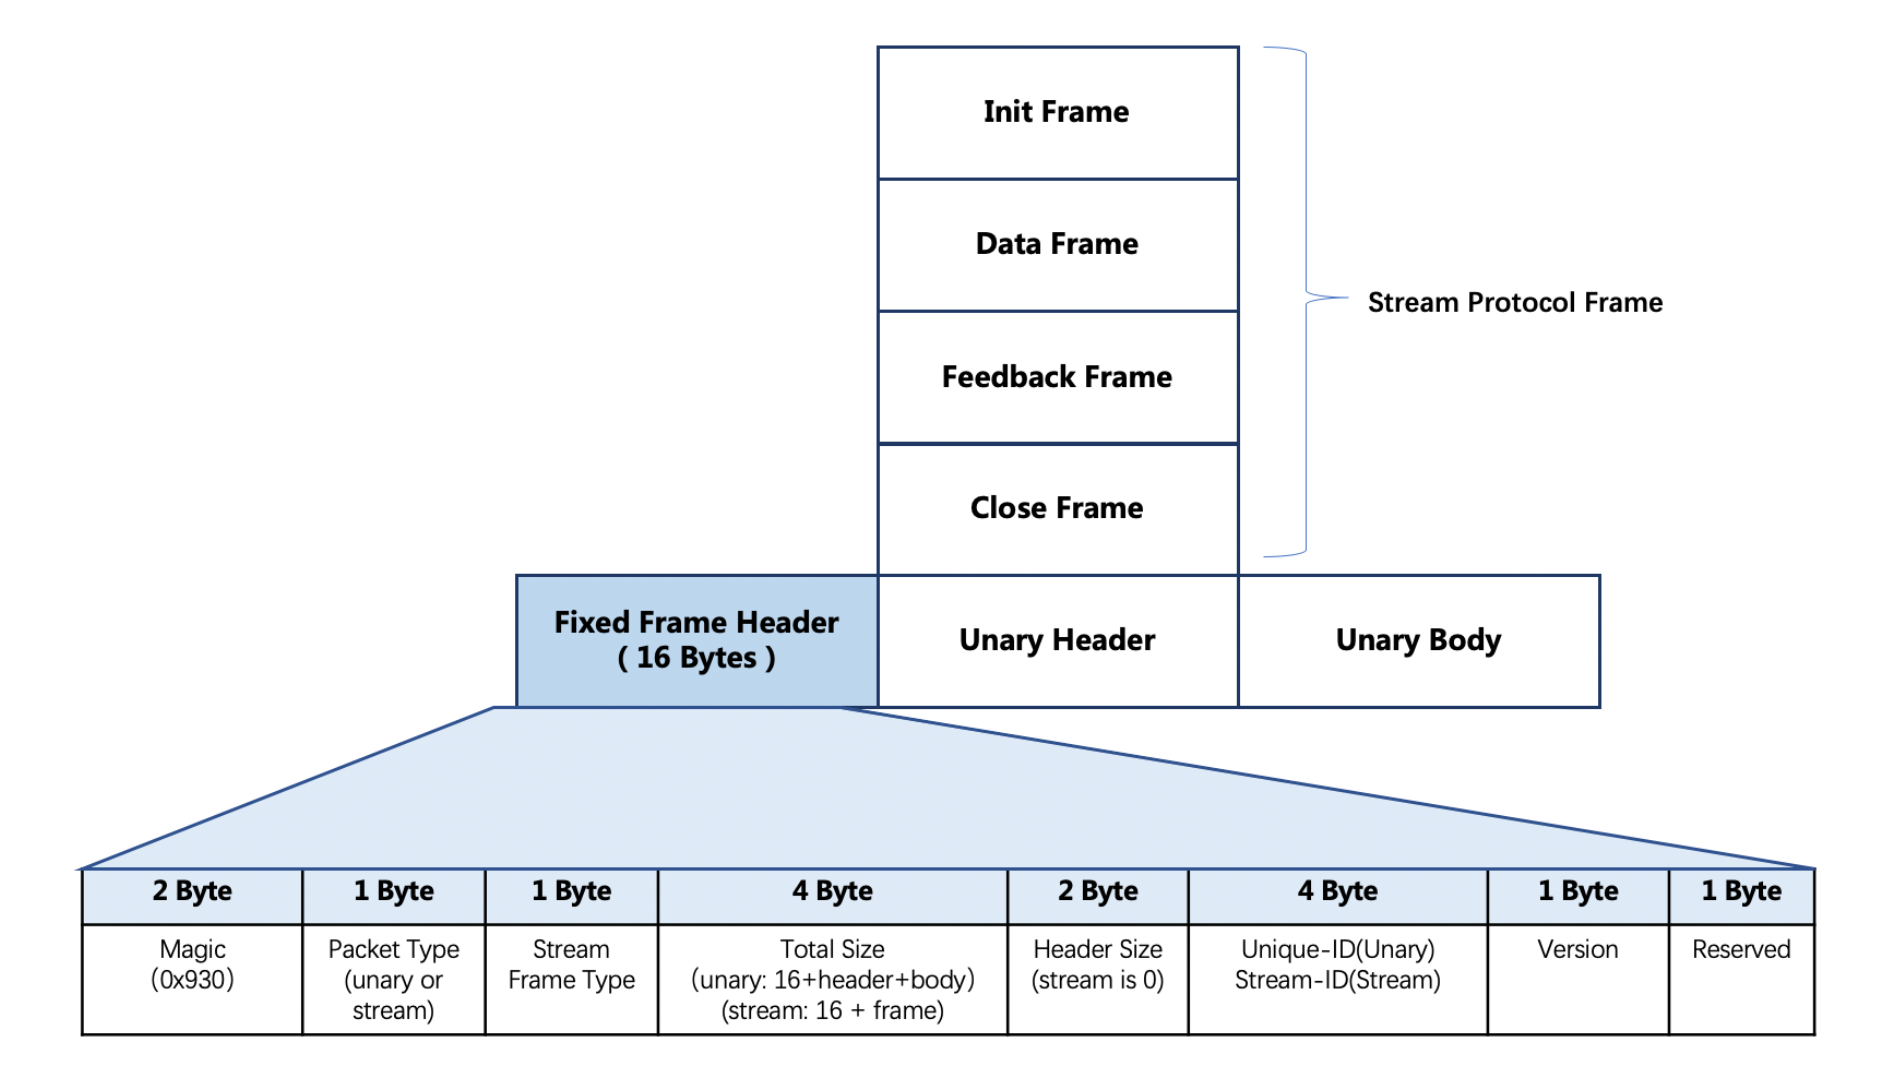 Init Frame
Data Frame
Stream Protocol Frame
Feedback Frame
Close Frame
Fixed Frame Header
( 16 Bytes )
Unary Header
Unary Body
2 Byte
1 Byte
1 Byte
4 Byte
2 Byte
4 Byte
1 Byte
1 Byte
Magic
(0x930)
Packet Type
(unary or
stream)
Stream
Frame Type
Total Size
(unary: 16+header+body)
(stream: 16 + frame)
Header Size
(stream is 0)
Unique-ID(Unary)
Stream-ID(Stream)
Version
Reserved